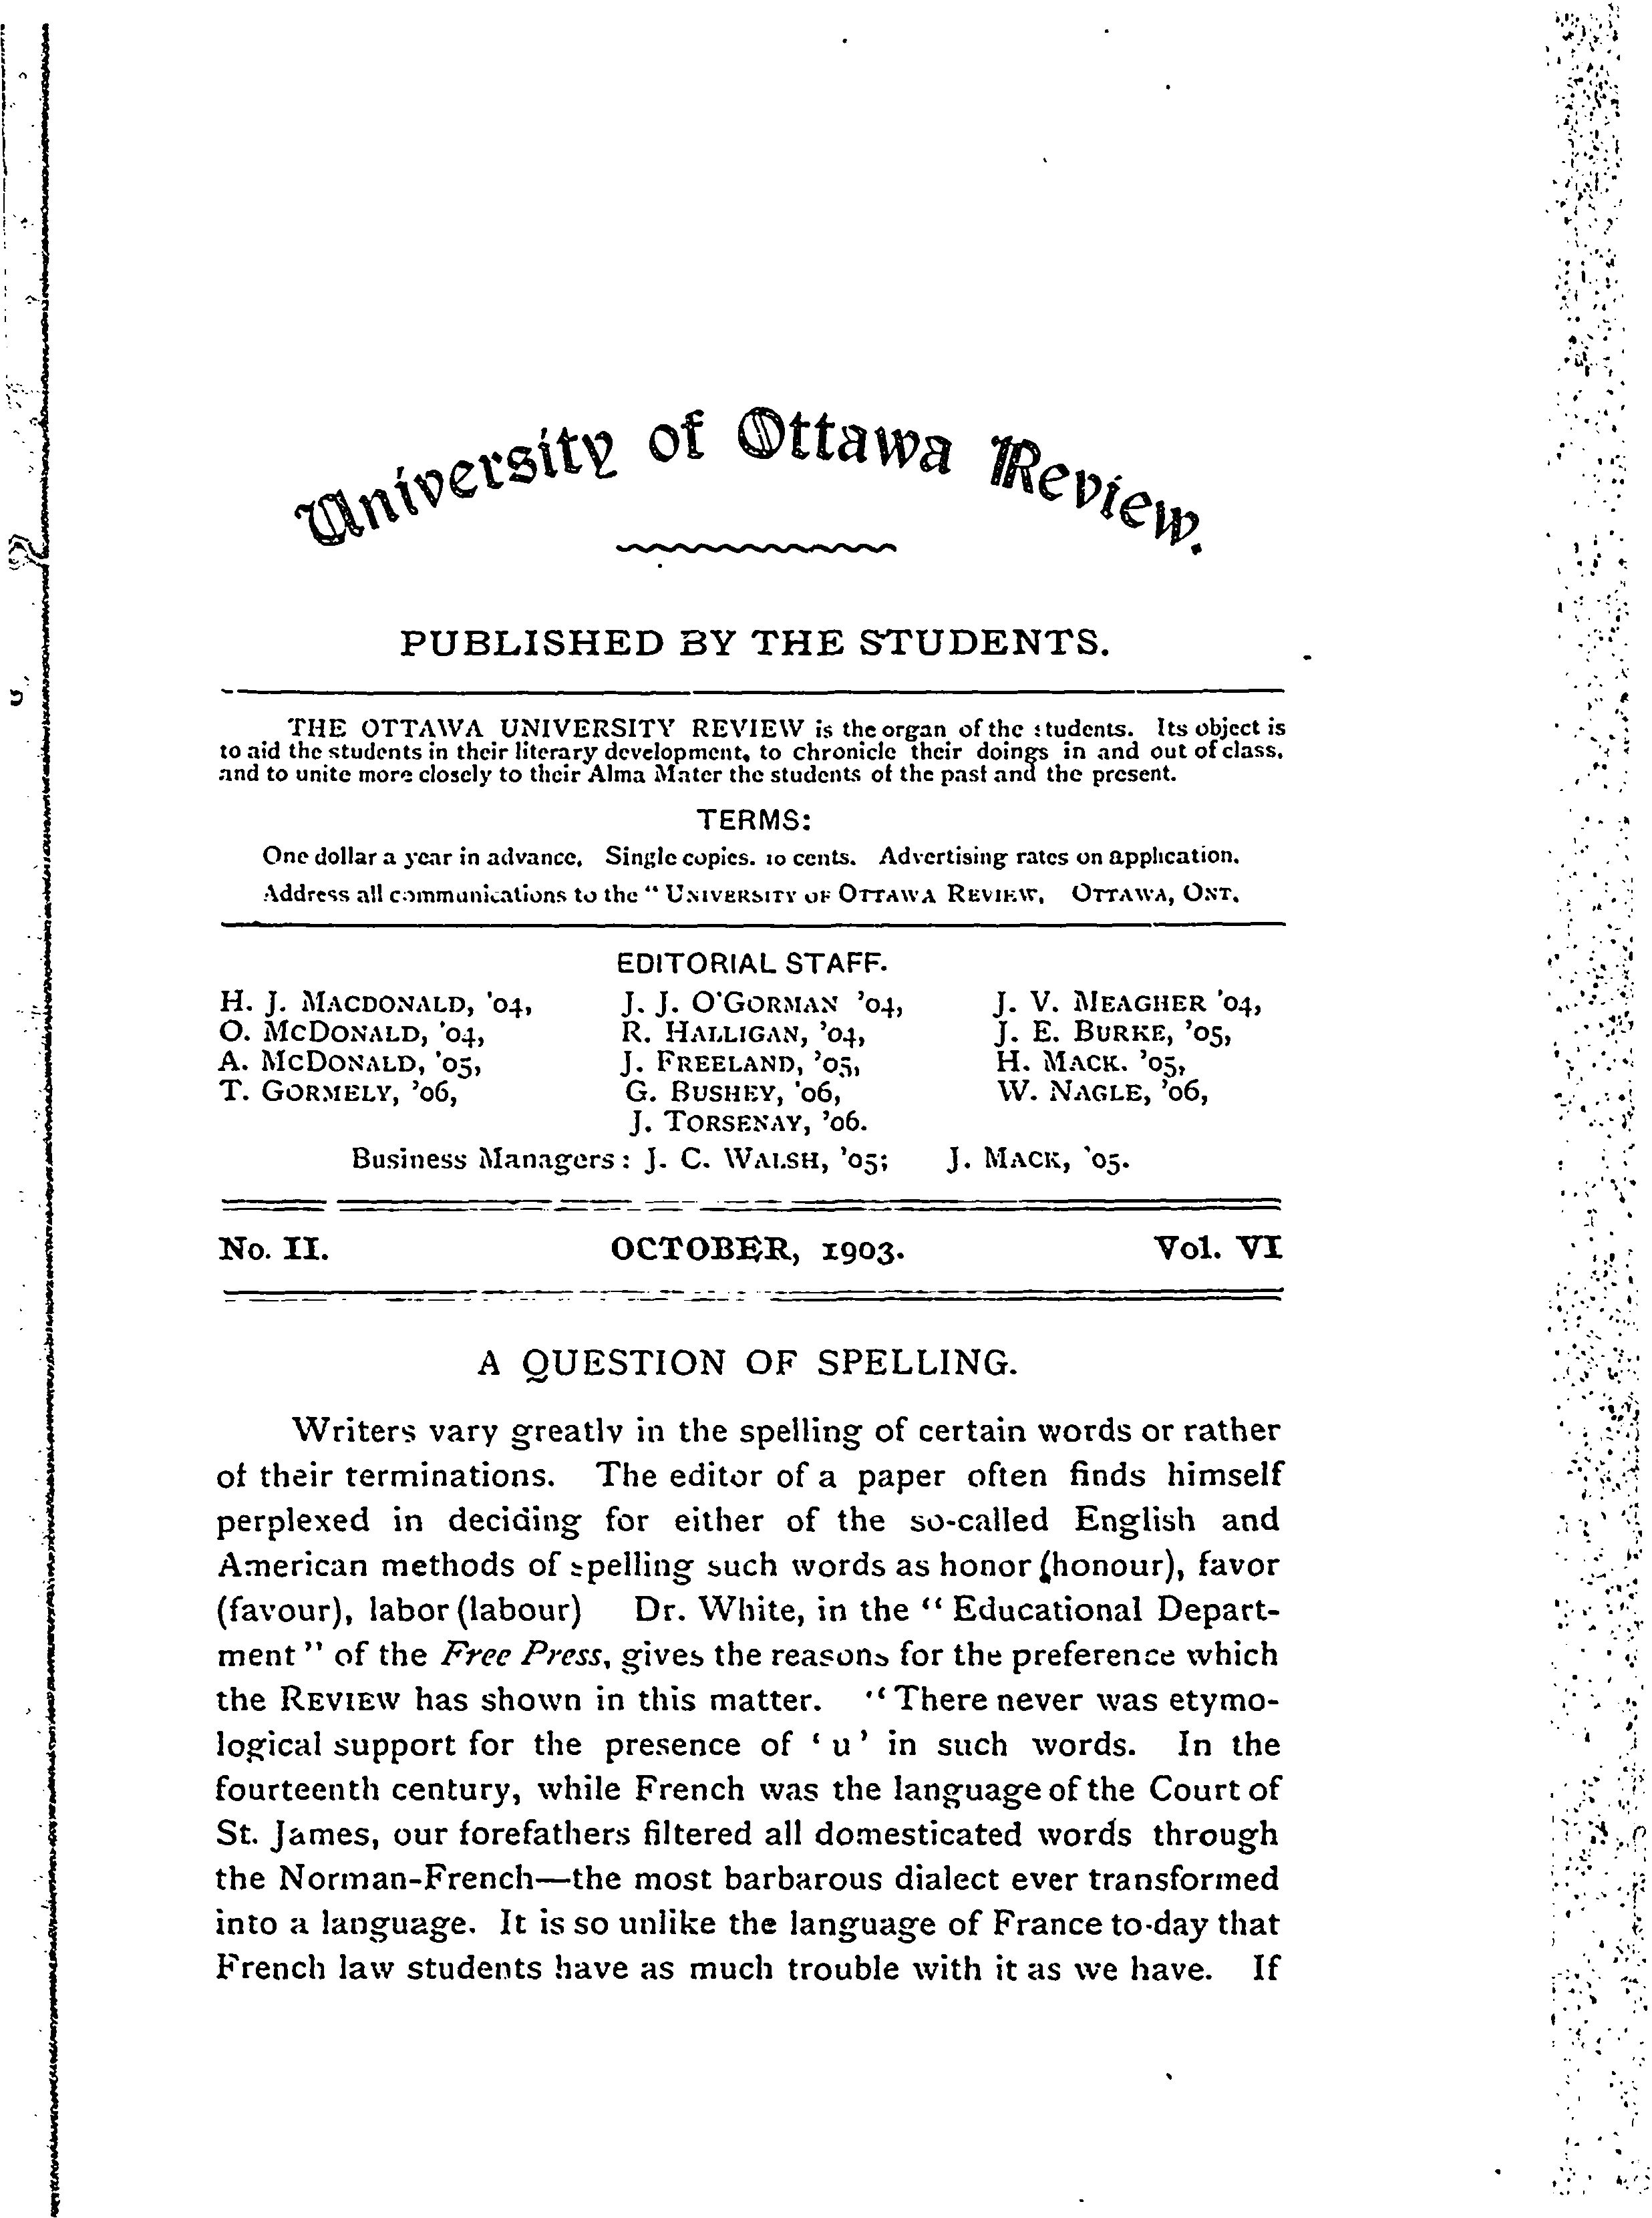 University of Ottawa Review.
PUBLISHED BY THE STUDENTS.
THE OTTAWA UNIVERSITY REVIEW is the organ of the students. Its object is
to aid the students in their literary development, to chronicle their doings in and out of class,
and to unite more closely to their Alma Mater the students of the past and the present.
TERMS:
One dollar a year in advance. Single copies. 10 cents. Advertising rates on application.
Address all communications to the " UNIVERSITY OF OTTAWA REVIEW, OTTAWA, ONT.
EDITORIAL STAFF.
H. J. MACDONALD, '04, J. J. O'GORMAN '04, J. V. MEAGHER '04,
O. MCDONALD, '04, R. HALLIGAN, '04, J. E. BURKE, '05,
A. MCDONALD, '05, J. FREELAND, '05, H. MACK. '05,
T. GORMELY, '06, G. BUSHEY, '06, W. NAGLE, '06,
J. TORSENAY, '06.
Business Managers: J. C. WALSH, '05; J. MACK, '05.
No. II. OCTOBER, 1903. Vol. VI
A QUESTION OF SPELLING.
Writers vary greatly in the spelling of certain words or rather
of their terminations. The editor of a paper often finds himself
perplexed in deciding for either of the so-called English and
American methods of spelling such words as honor (honour), favor
(favour), labor (labour) Dr. White, in the " Educational Depart-
ment " of the Free Press, gives the reasons for the preference which
the REVIEW has shown in this matter. " There never was etymo-
logical support for the presence of ' u ' in such words. In the
fourteenth century, while French was the language of the Court of
St. James, our forefathers filtered all domesticated words through
the Norman-French—the most barbarous dialect ever transformed
into a language. It is so unlike the language of France to-day that
French law students have as much trouble with it as we have. If